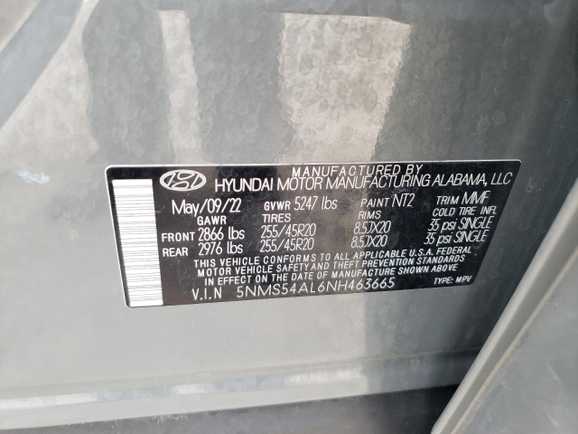 MANUFACTURED BY
HYUNDAI MOTOR MANUFACTURING ALABAMA, LLC
May/09/22 GVWR 5247 lbs PAINT NT2 TRIM MMF
GAWR TIRES RIMS COLD TIRE INFL
FRONT 2866 lbs 255/45R20 8.5JX20 35 psi SINGLE
REAR 2976 lbs 255/45R20 8.5JX20 35 psi SINGLE
THIS VEHICLE CONFORMS TO ALL APPLICABLE U.S.A. FEDERAL
MOTOR VEHICLE SAFETY, BUMPER, AND THEFT PREVENTION STANDARDS
IN EFFECT ON THE DATE OF MANUFACTURE SHOWN ABOVE.
V.I.N 5NMS54AL6NH463665 TYPE: MPV